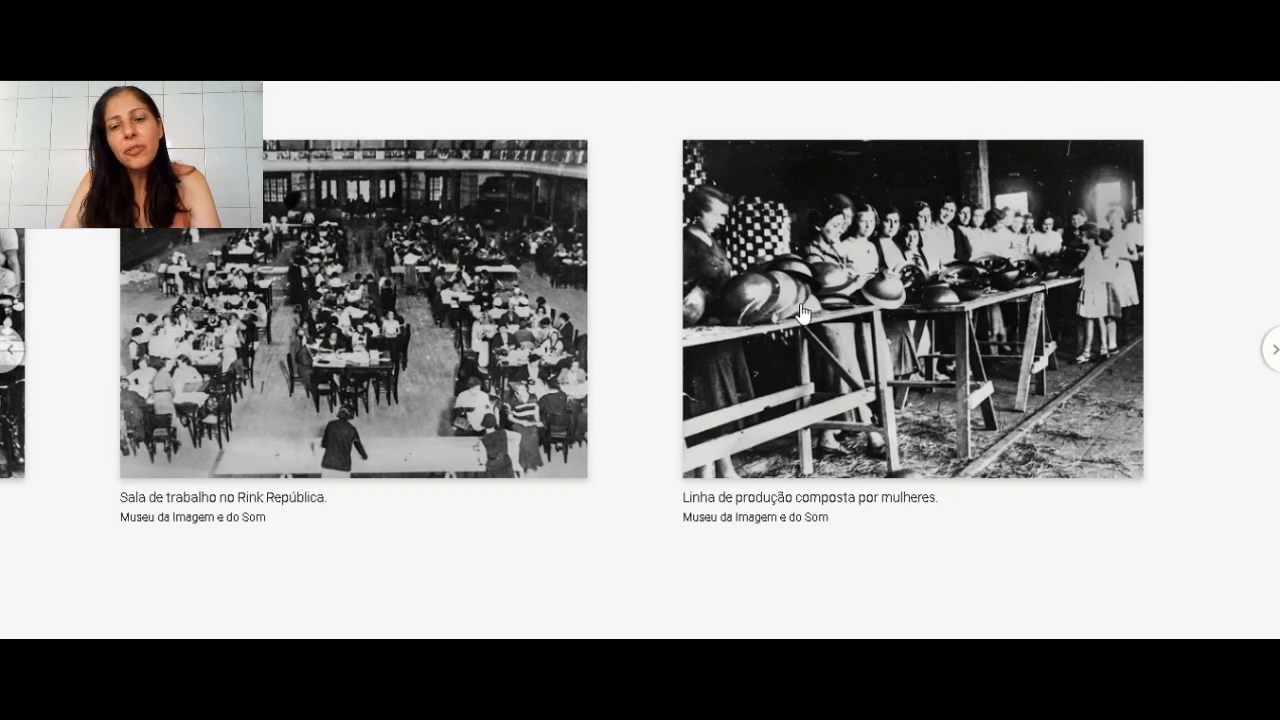 Sala de trabalho no Rink República.
Museu da Imagem e do Som
Linha de produção composta por mulheres.
Museu da Imagem e do Som